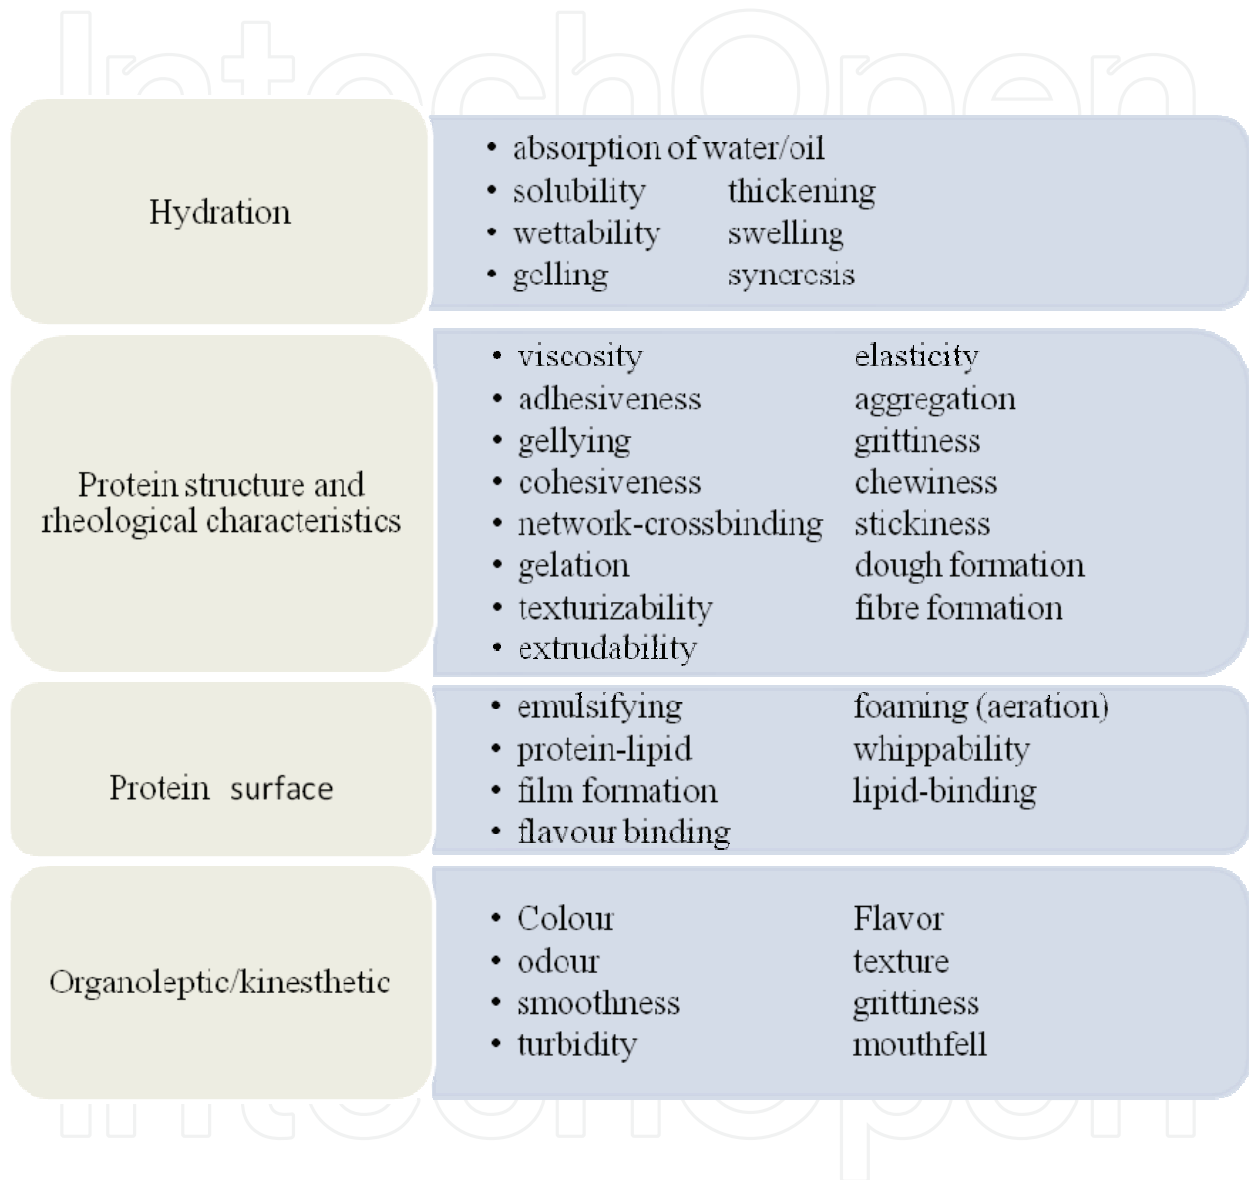 IntechOpen
Hydration
• absorption of water/oil
• solubility thickening
• wettability swelling
• gelling syneresis
Protein structure and
rheological characteristics
• viscosity elasticity
• adhesiveness aggregation
• gellying grittiness
• cohesiveness chewiness
• network-crossbinding stickiness
• gelation dough formation
• texturizability fibre formation
• extrudability
Protein surface
• emulsifying foaming (aeration)
• protein-lipid whippability
• film formation lipid-binding
• flavour binding
Organoleptic/kinesthetic
• Colour Flavor
• odour texture
• smoothness grittiness
• turbidity mouthfell
IntechOpen